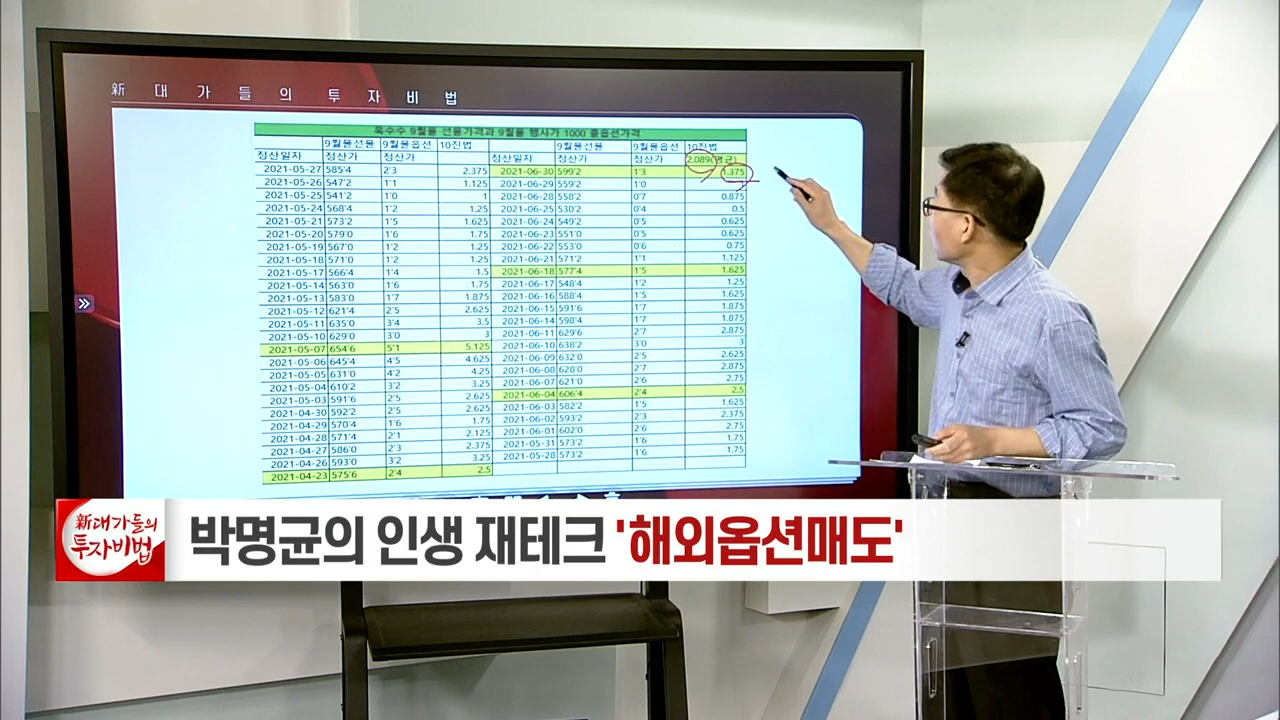 新 대 가 들 의 투 자 비 법
옥수수 9월물 선물가격과 9월물 행사가 1000 콜옵션가격
9월물선물 9월물옵션 10진법 9월물선물 9월물옵션 10진법
정산일자 정산가 정산가 정산일자 정산가 정산가 2.089(평균)
2021-05-27 585'4 2'3 2.375 2021-06-30 599'2 1'3 1.375
2021-05-26 547'2 1'1 1.125 2021-06-29 559'2 1'0
2021-05-25 541'2 1'0 1 2021-06-28 558'2 0'7 0.875
2021-05-24 568'4 1'2 1.25 2021-06-25 530'2 0'4 0.5
2021-05-21 573'2 1'5 1.625 2021-06-24 549'2 0'5 0.625
2021-05-20 579'0 1'6 1.75 2021-06-23 551'0 0'5 0.625
2021-05-19 567'0 1'2 1.25 2021-06-22 553'0 0'6 0.75
2021-05-18 571'0 1'2 1.25 2021-06-21 571'2 1'1 1.125
2021-05-17 566'4 1'4 1.5 2021-06-18 577'4 1'5 1.625
2021-05-14 563'0 1'6 1.75 2021-06-17 548'4 1'2 1.25
2021-05-13 583'0 1'7 1.875 2021-06-16 588'4 1'5 1.625
2021-05-12 621'4 2'5 2.625 2021-06-15 591'6 1'7 1.875
2021-05-11 635'0 3'4 3.5 2021-06-14 598'4 1'7 1.875
2021-05-10 629'0 3'0 3 2021-06-11 629'6 2'7 2.875
2021-05-07 654'6 5'1 5.125 2021-06-10 638'2 3'0 3
2021-05-06 645'4 4'5 4.625 2021-06-09 632'0 2'5 2.625
2021-05-05 631'0 4'2 4.25 2021-06-08 628'0 2'7 2.875
2021-05-04 610'2 3'2 3.25 2021-06-07 621'0 2'6 2.75
2021-05-03 591'6 2'5 2.625 2021-06-04 606'4 2'4 2.5
2021-04-30 592'2 2'5 2.625 2021-06-03 582'2 1'5 1.625
2021-04-29 570'4 1'6 1.75 2021-06-02 593'2 2'3 2.375
2021-04-28 571'4 2'1 2.125 2021-06-01 602'0 2'6 2.75
2021-04-27 586'0 2'3 2.375 2021-05-31 573'2 1'6 1.75
2021-04-26 593'0 3'2 3.25 2021-05-28 573'2 1'6 1.75
2021-04-23 575'6 2'4 2.5
新대가들의
투자비법
박명균의 인생 재테크 '해외옵션매도'